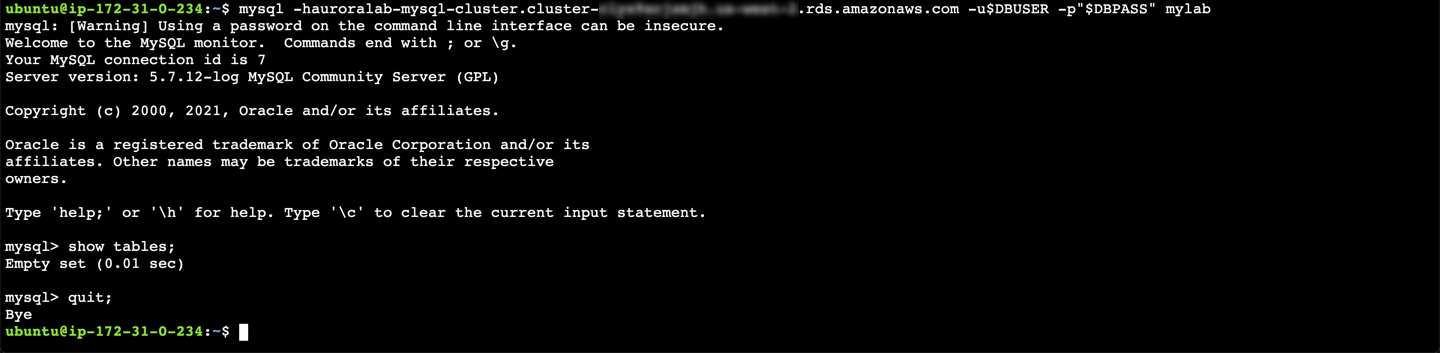 ubuntu@ip-172-31-0-234:~$ mysql -hauroralab-mysql-cluster.cluster- .rds.amazonaws.com -u$DBUSER -p"$DBPASS" mylab
mysql: [Warning] Using a password on the command line interface can be insecure.
Welcome to the MySQL monitor.  Commands end with ; or \g.
Your MySQL connection id is 7
Server version: 5.7.12-log MySQL Community Server (GPL)
Copyright (c) 2000, 2021, Oracle and/or its affiliates.
Oracle is a registered trademark of Oracle Corporation and/or its
affiliates. Other names may be trademarks of their respective
owners.
Type 'help;' or '\h' for help. Type '\c' to clear the current input statement.
mysql> show tables;
Empty set (0.01 sec)
mysql> quit;
Bye
ubuntu@ip-172-31-0-234:~$